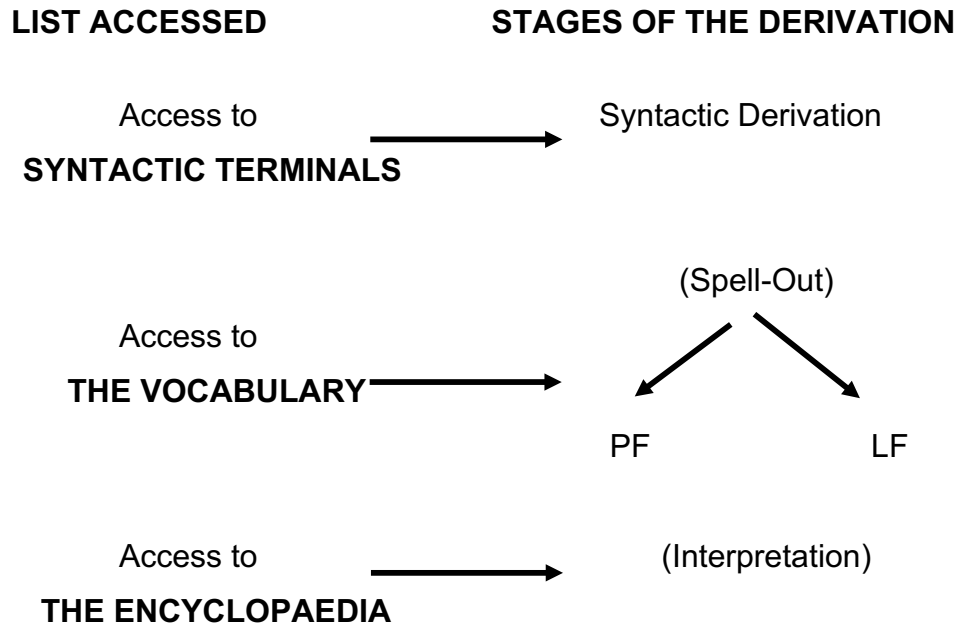 LIST ACCESSED STAGES OF THE DERIVATION
Access to Syntactic Derivation
SYNTACTIC TERMINALS
(Spell-Out)
Access to
THE VOCABULARY
PF LF
Access to (Interpretation)
THE ENCYCLOPAEDIA